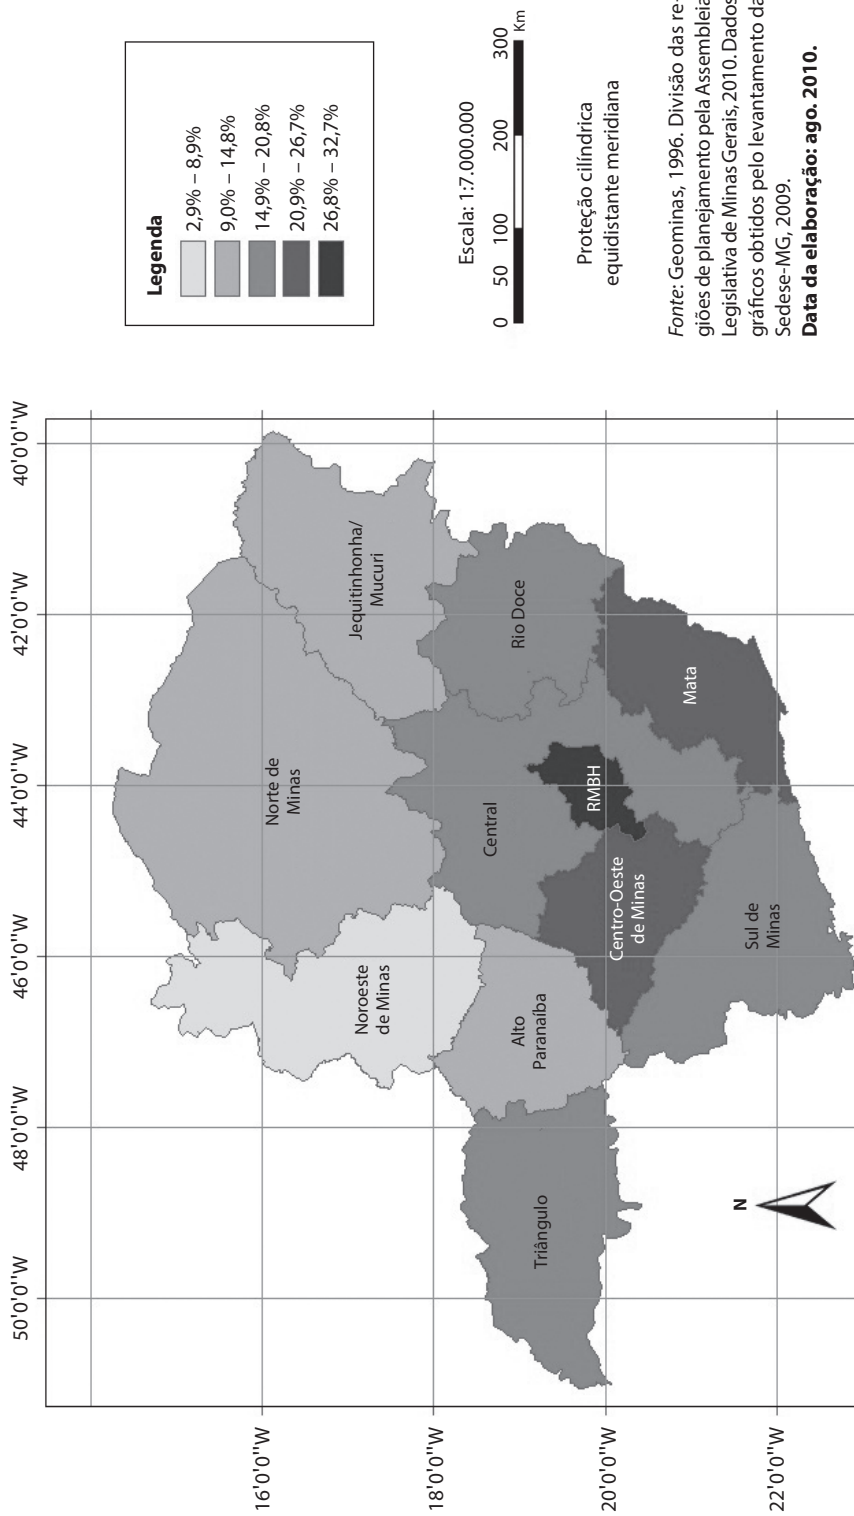 50'0'0''W
48'0'0''W
46'0'0''W
44'0'0''W
42'0'0''W
40'0'0''W
16'0'0''W
18'0'0''W
20'0'0''W
22'0'0''W
Norte de
Minas
Jequitinhonha/
Mucuri
Noroeste
de Minas
Central
Rio Doce
Alto
Paranaíba
Triângulo
RMBH
Centro-Oeste
de Minas
Mata
Sul de
Minas
N
Legenda
2,9% – 8,9%
9,0% – 14,8%
14,9% – 20,8%
20,9% – 26,7%
26,8% – 32,7%
Escala: 1:7.000.000
0 50 100 200 300
Km
Proteção cilíndrica
equidistante meridiana
Fonte: Geominas, 1996. Divisão das re-
giões de planejamento pela Assembleia
Legislativa de Minas Gerais, 2010. Dados
gráficos obtidos pelo levantamento da
Sedese-MG, 2009.
Data da elaboração: ago. 2010.